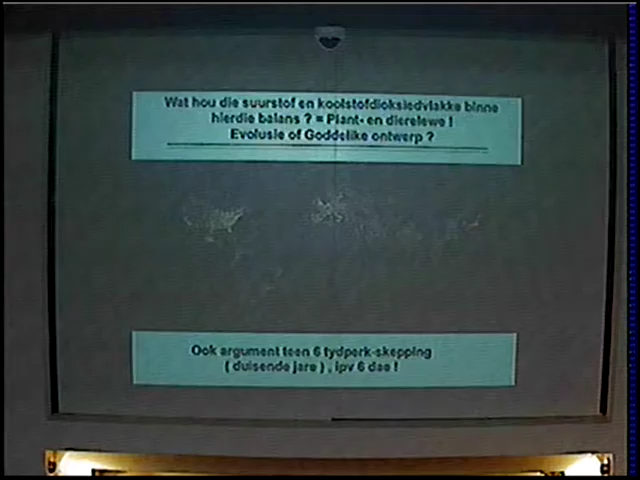 Wat hou die suurstof en koolstofdioksiedvlakke binne
hierdie balans ? = Plant- en dierelewe !
Evolusie of Goddelike ontwerp ?
Ook argument teen 6 tydperk-skepping
( duisende jare ) , ipv 6 dae !